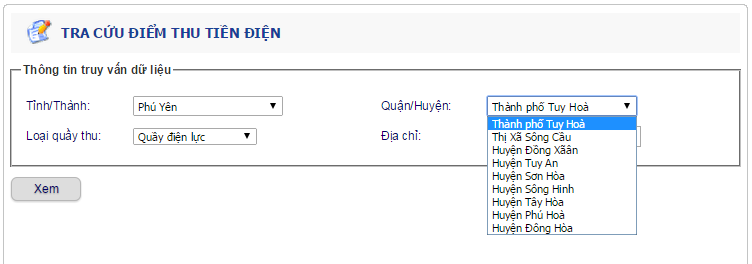 TRA CỨU ĐIỂM THU TIỀN ĐIỆN
Thông tin truy vấn dữ liệu
Tỉnh/Thành: Phú Yên Quận/Huyện: Thành phố Tuy Hoà
Loại quầy thu: Quầy điện lực Địa chỉ:
Thành phố Tuy Hoà
Thị Xã Sông Cầu
Huyện Đồng Xãân
Huyện Tuy An
Huyện Sơn Hòa
Huyện Sông Hinh
Huyện Tây Hòa
Huyện Phú Hoà
Huyện Đông Hòa
Xem